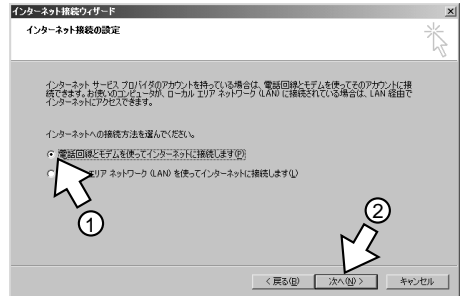 インターネット接続ウィザード
インターネット接続の設定
インターネット サービス プロバイダのアカウントを持っている場合は、電話回線とモデムを使ってそのアカウントに接
続できます。お使いのコンピュータが、ローカル エリア ネットワーク (LAN) に接続されている場合は、LAN 経由で
インターネットにアクセスできます。
インターネットへの接続方法を選んでください。
電話回線とモデムを使ってインターネットに接続します(P)
エリア ネットワーク (LAN) を使ってインターネットに接続します(L)
①
②
< 戻る(B)
次へ(N) >
キャンセル